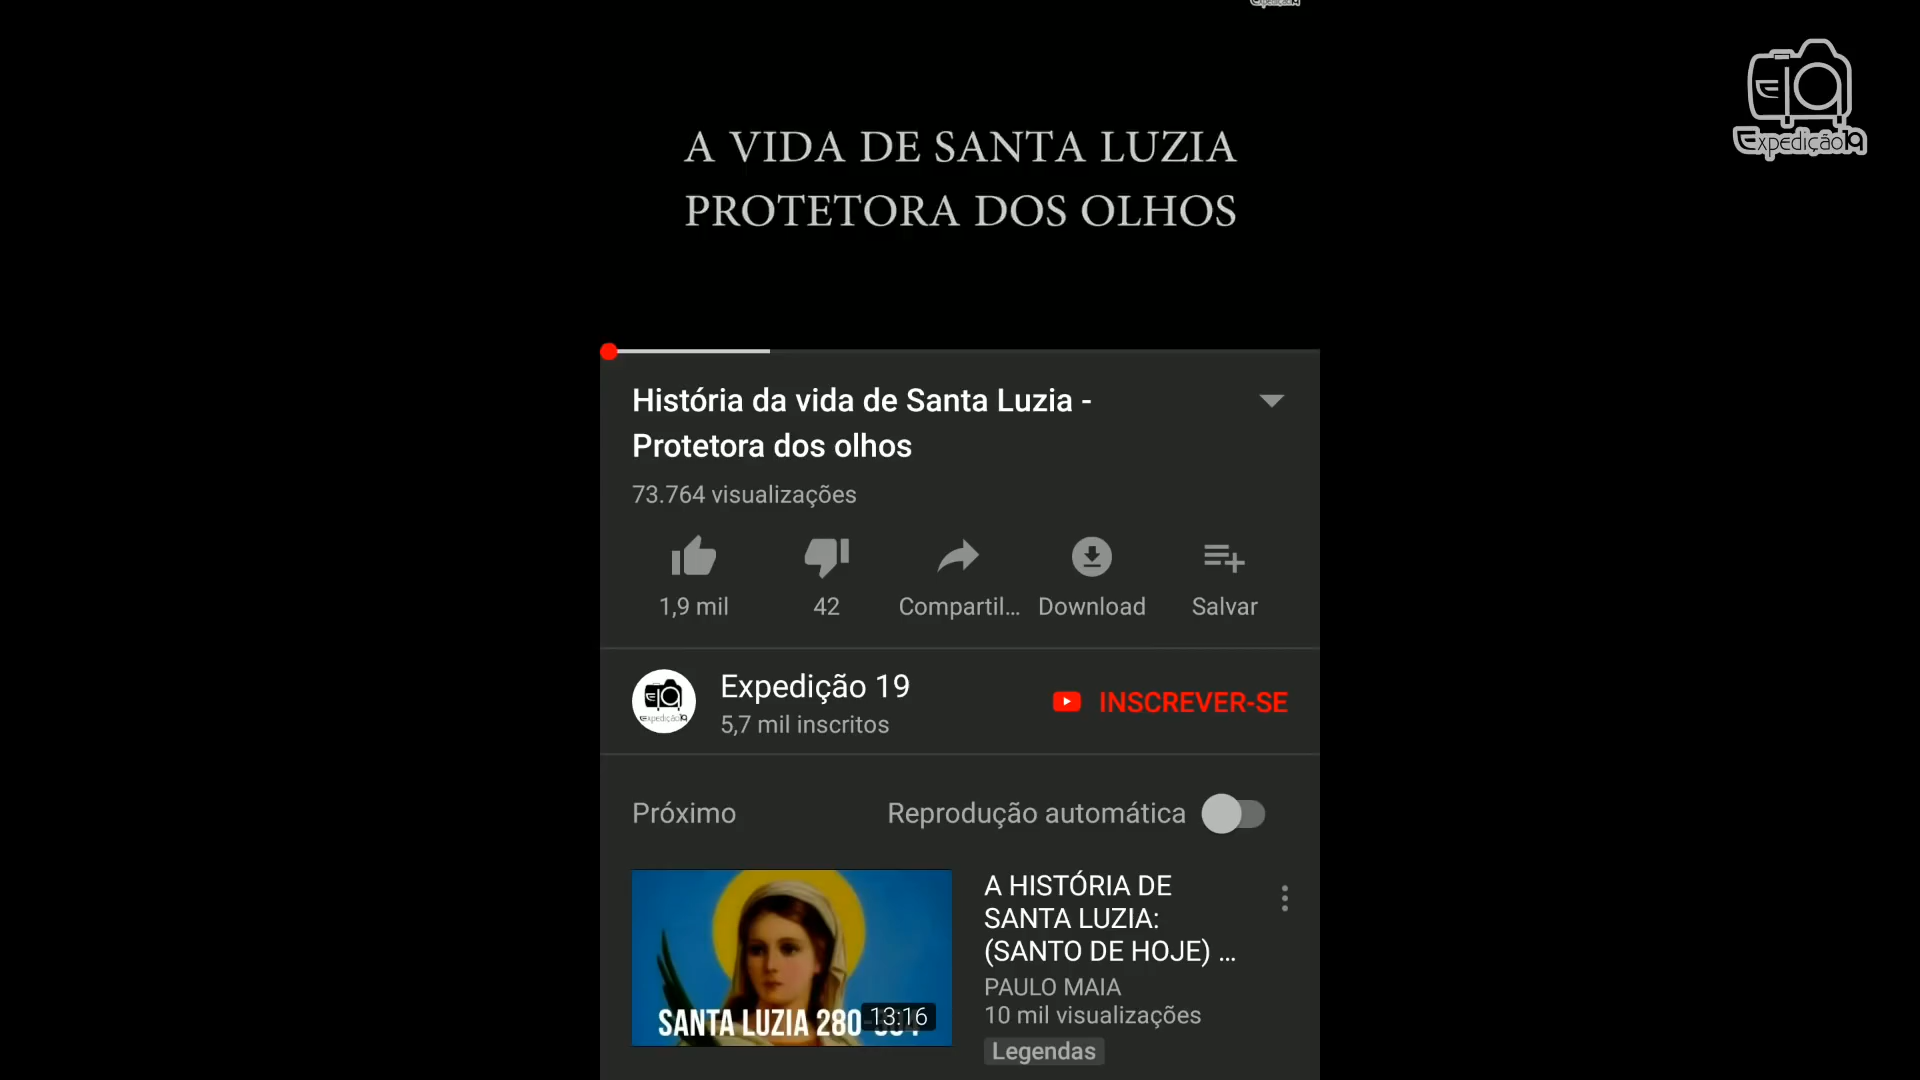 Expedição19
A VIDA DE SANTA LUZIA
PROTETORA DOS OLHOS
História da vida de Santa Luzia -
Protetora dos olhos
73.764 visualizações
1,9 mil
42
Compartil...
Download
Salvar
Expedição 19
5,7 mil inscritos
INSCREVER-SE
Expedição19
Próximo
Reprodução automática
A HISTÓRIA DE
SANTA LUZIA:
(SANTO DE HOJE) ...
PAULO MAIA
10 mil visualizações
Legendas
SANTA LUZIA 280
13:16